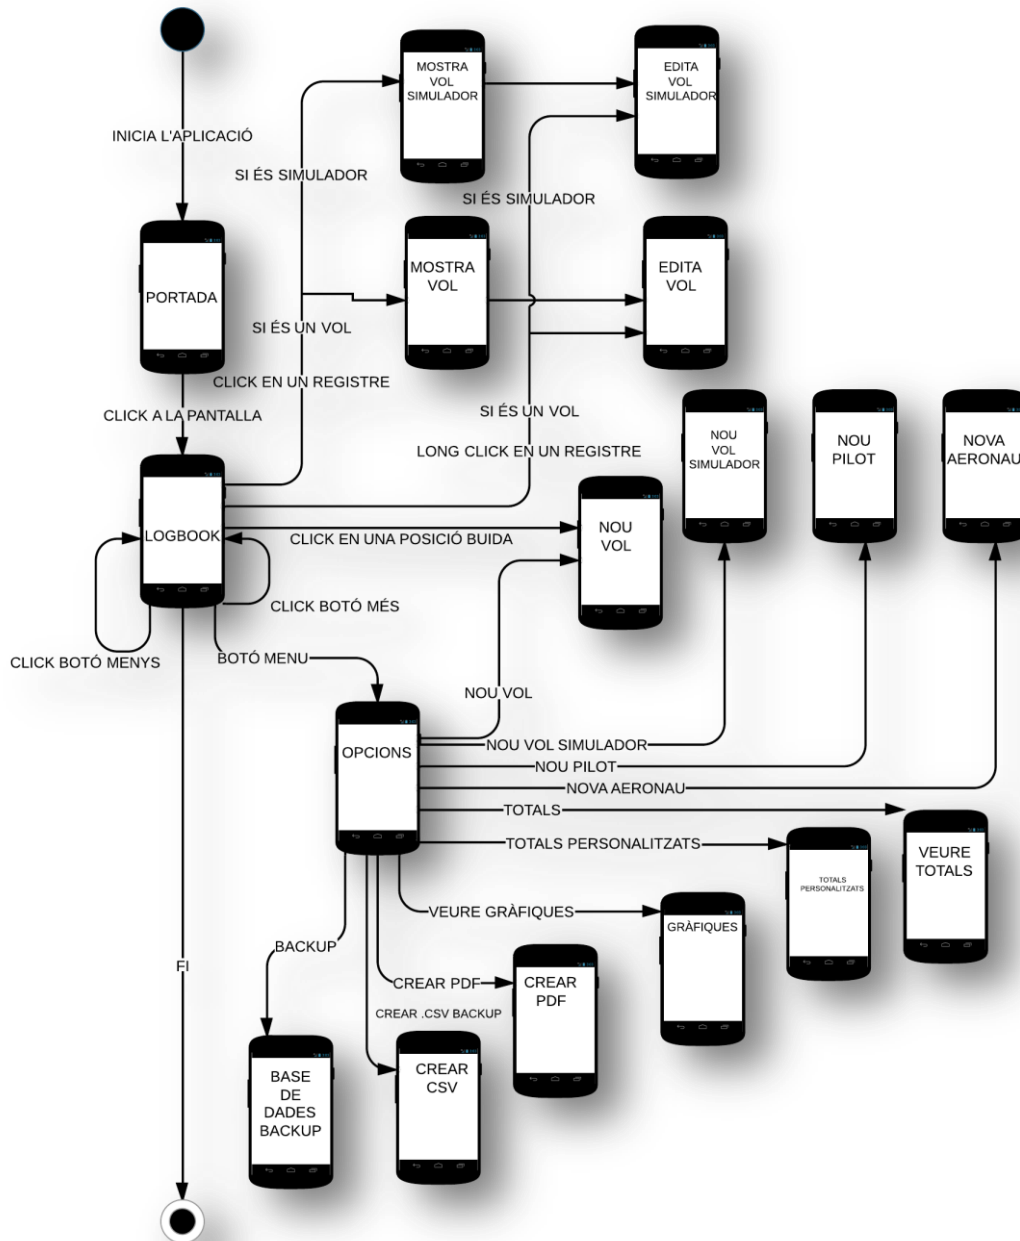 INICIA L'APLICACIÓ
MOSTRA
VOL
SIMULADOR
EDITA
VOL
SIMULADOR
SI ÉS SIMULADOR
SI ÉS SIMULADOR
PORTADA
MOSTRA
VOL
EDITA
VOL
SI ÉS UN VOL
CLICK EN UN REGISTRE
CLICK A LA PANTALLA
SI ÉS UN VOL
LONG CLICK EN UN REGISTRE
NOU
VOL
SIMULADOR
NOU
PILOT
NOVA
AERONAU
LOGBOOK
CLICK EN UNA POSICIÓ BUIDA
NOU
VOL
CLICK BOTÓ MÉS
CLICK BOTÓ MENYS
BOTÓ MENU
NOU VOL
OPCIONS
NOU VOL SIMULADOR
NOU PILOT
NOVA AERONAU
TOTALS
TOTALS PERSONALITZATS
VEURE
TOTALS
TOTALS
PERSONALITZATS
VEURE GRÀFIQUES
GRÀFIQUES
BACKUP
FI
CREAR PDF
CREAR
PDF
CREAR .CSV BACKUP
CREAR
CSV
BASE
DE
DADES
BACKUP